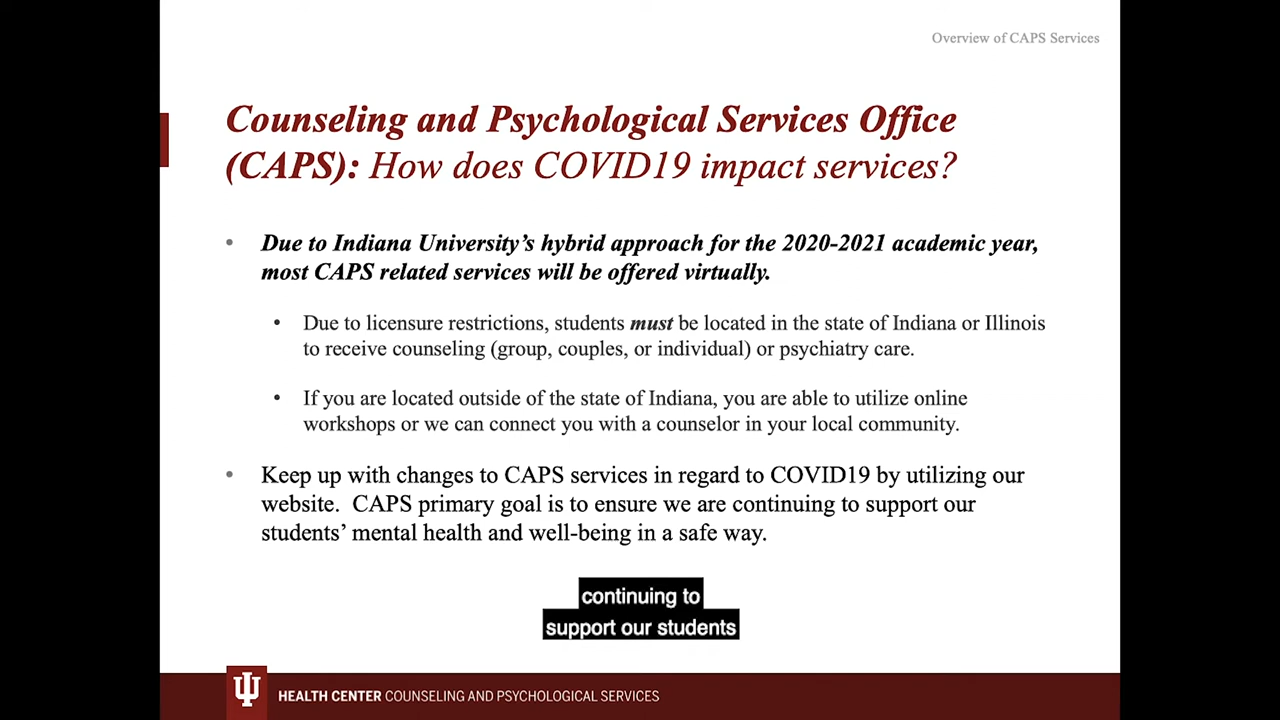 Overview of CAPS Services
Counseling and Psychological Services Office
(CAPS): How does COVID19 impact services?
• Due to Indiana University’s hybrid approach for the 2020-2021 academic year,
most CAPS related services will be offered virtually.
• Due to licensure restrictions, students must be located in the state of Indiana or Illinois
to receive counseling (group, couples, or individual) or psychiatry care.
• If you are located outside of the state of Indiana, you are able to utilize online
workshops or we can connect you with a counselor in your local community.
• Keep up with changes to CAPS services in regard to COVID19 by utilizing our
website. CAPS primary goal is to ensure we are continuing to support our
students’ mental health and well-being in a safe way.
continuing to
support our students
HEALTH CENTER COUNSELING AND PSYCHOLOGICAL SERVICES